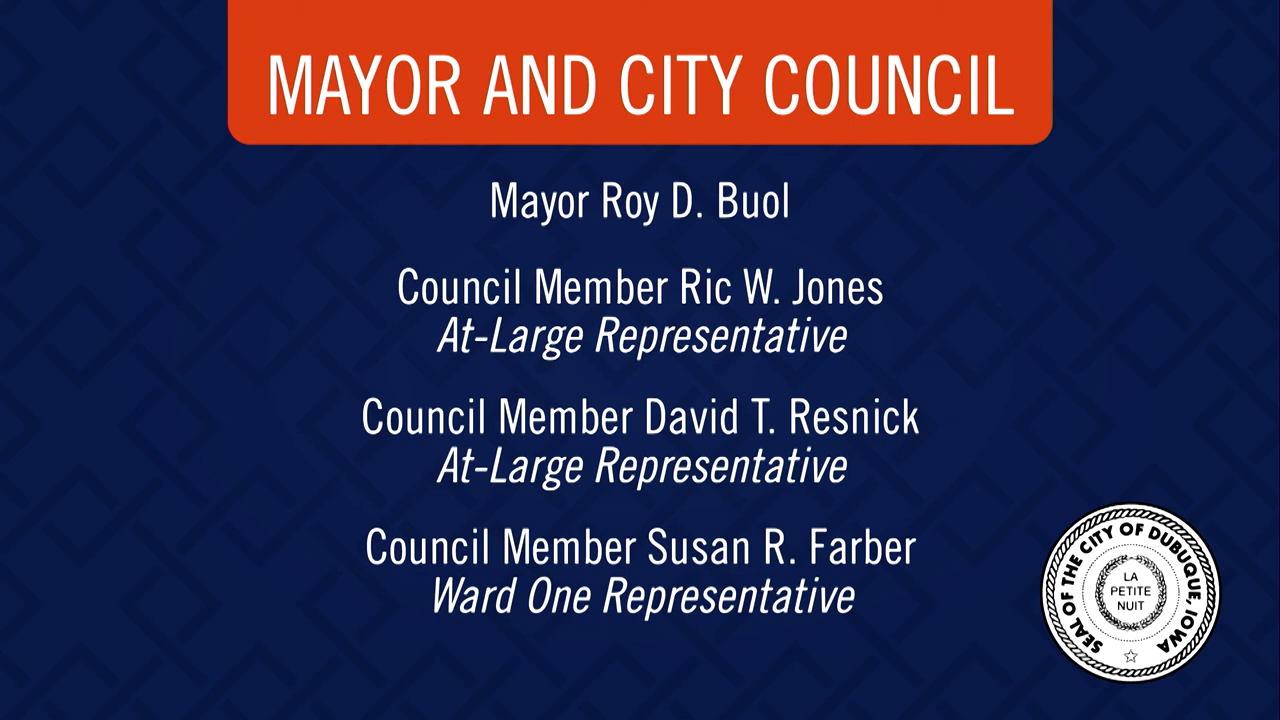 MAYOR AND CITY COUNCIL
Mayor Roy D. Buol
Council Member Ric W. Jones
At-Large Representative
Council Member David T. Resnick
At-Large Representative
Council Member Susan R. Farber
Ward One Representative
SEAL OF THE CITY OF DUBUQUE, IOWA
LA
PETITE
NUIT